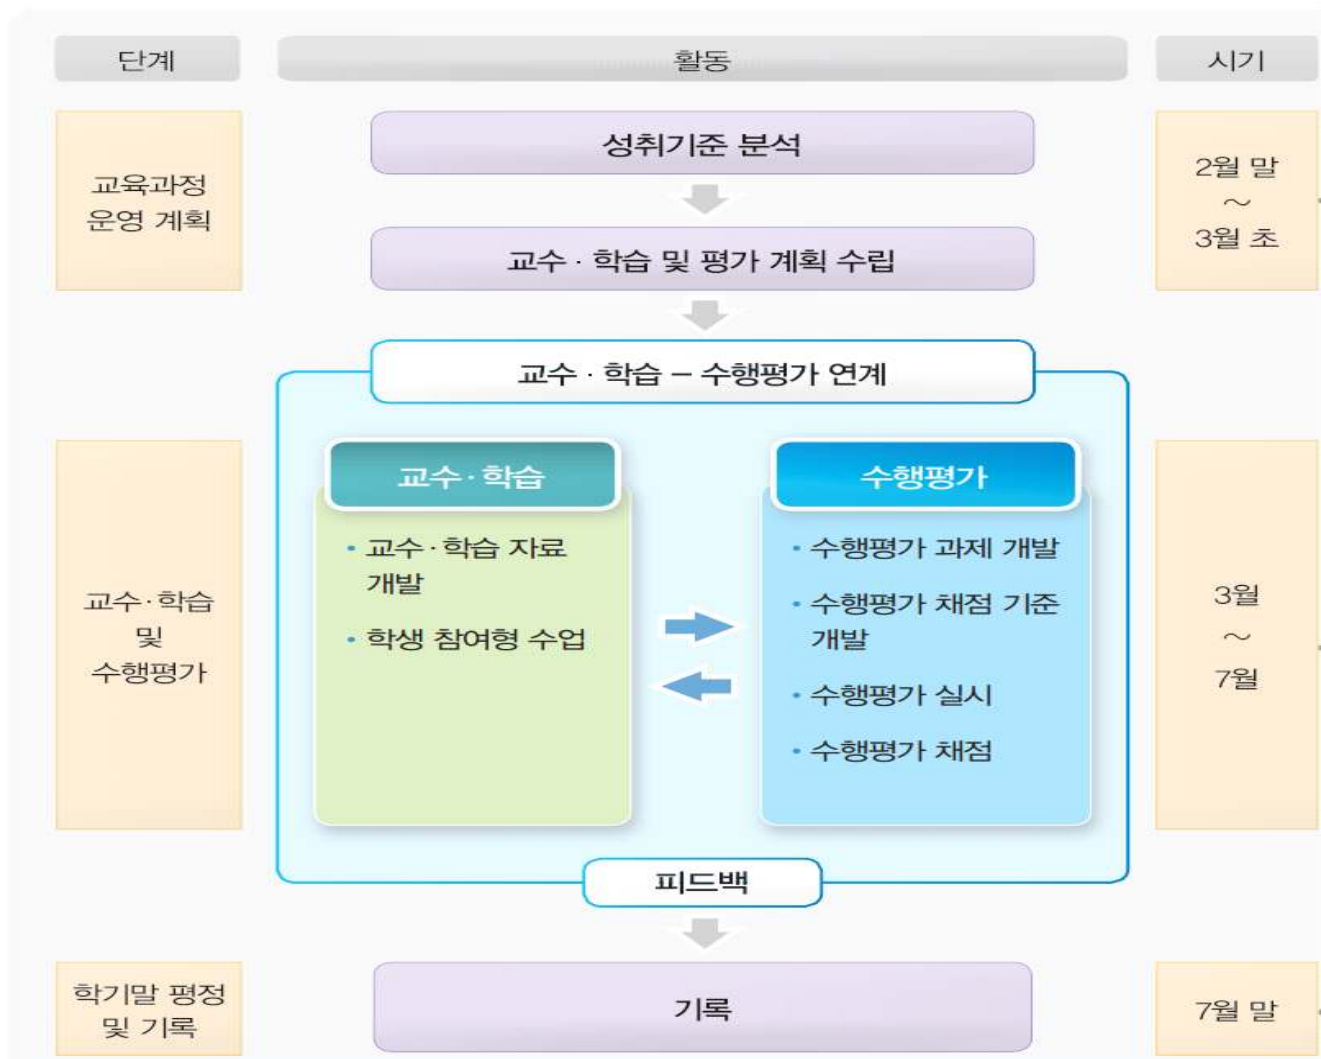 단계
활동
시기
교육과정
운영 계획
성취기준 분석
교수·학습 및 평가 계획 수립
2월 말
~
3월 초
교수·학습 – 수행평가 연계
교수·학습
및
수행평가
교수·학습
• 교수·학습 자료
개발
• 학생 참여형 수업
수행평가
• 수행평가 과제 개발
• 수행평가 채점 기준
개발
• 수행평가 실시
• 수행평가 채점
3월
~
7월
피드백
학기말 평정
및 기록
기록
7월 말